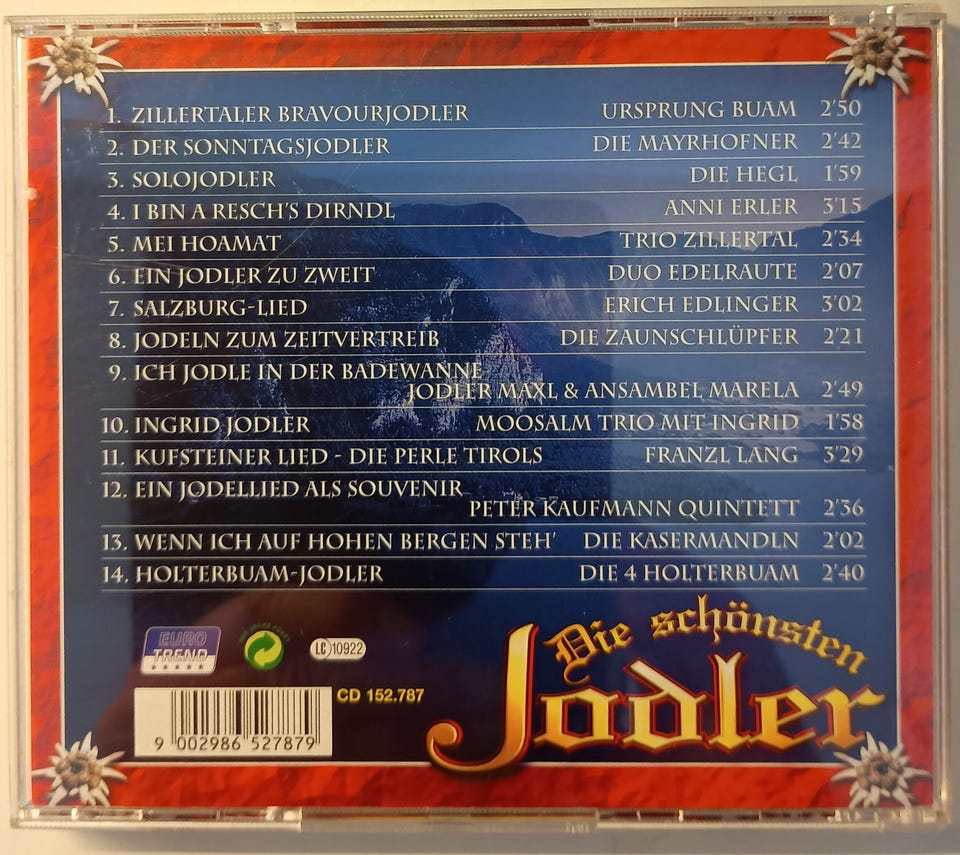 1. ZILLERTALER BRAVOURJODLER URSPRUNG BUAM 2'50
2. DER SONNTAGSJODLER DIE MAYRHOFNER 2'42
3. SOLOJODLER DIE HEGL 1'59
4. I BIN A RESCH'S DIRNDL ANNI ERLER 3'15
5. MEI HOAMAT TRIO ZILLERTAL 2'34
6. EIN JODLER ZU ZWEIT DUO EDELRAUTE 2'07
7. SALZBURG-LIED ERICH EDLINGER 3'02
8. JODELN ZUM ZEITVERTREIB DIE ZAUNSCHLÜPFER 2'21
9. ICH JODLE IN DER BADEWANNE
JODLER MAXL & ANSAMBEL MARELA 2'49
10. INGRID JODLER MOOSALM TRIO MIT INGRID 1'58
11. KUFSTEINER LIED - DIE PERLE TIROLS FRANZL LANG 3'29
12. EIN JODELLIED ALS SOUVENIR
PETER KAUFMANN QUINTETT 2'36
13. WENN ICH AUF HOHEN BERGEN STEH' DIE KASERMANDLN 2'02
14. HOLTERBUAM-JODLER DIE 4 HOLTERBUAM 2'40
EURO
TREND
LC 10922
CD 152.787
9 002986 527879
Die schönsten
Jodler